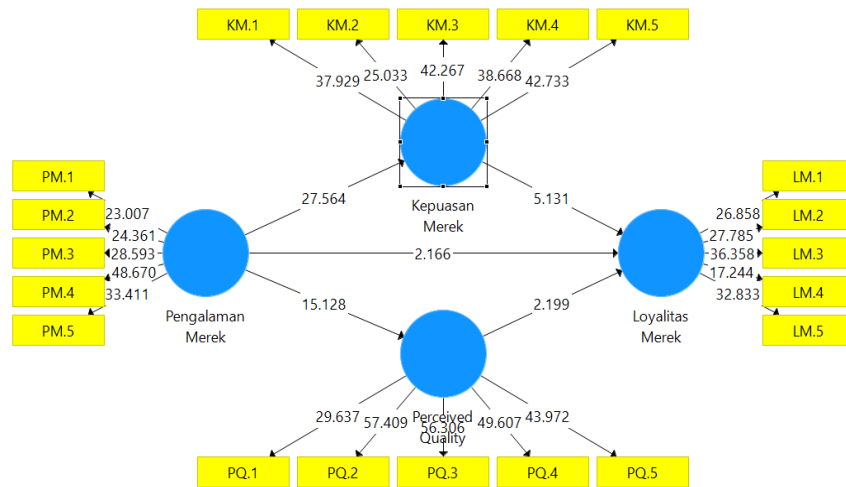 KM.1 KM.2 KM.3 KM.4 KM.5
37.929 25.033 42.267 38.668 42.733
Kepuasan
Merek
PM.1
PM.2
PM.3
PM.4
PM.5
23.007
24.361
28.593
48.670
33.411
Pengalaman
Merek
27.564
5.131
2.166
15.128
2.199
LM.1
LM.2
LM.3
LM.4
LM.5
26.858
27.785
36.358
17.244
32.833
Loyalitas
Merek
Perceived
Quality
29.637 57.409 56.306 49.607 43.972
PQ.1 PQ.2 PQ.3 PQ.4 PQ.5